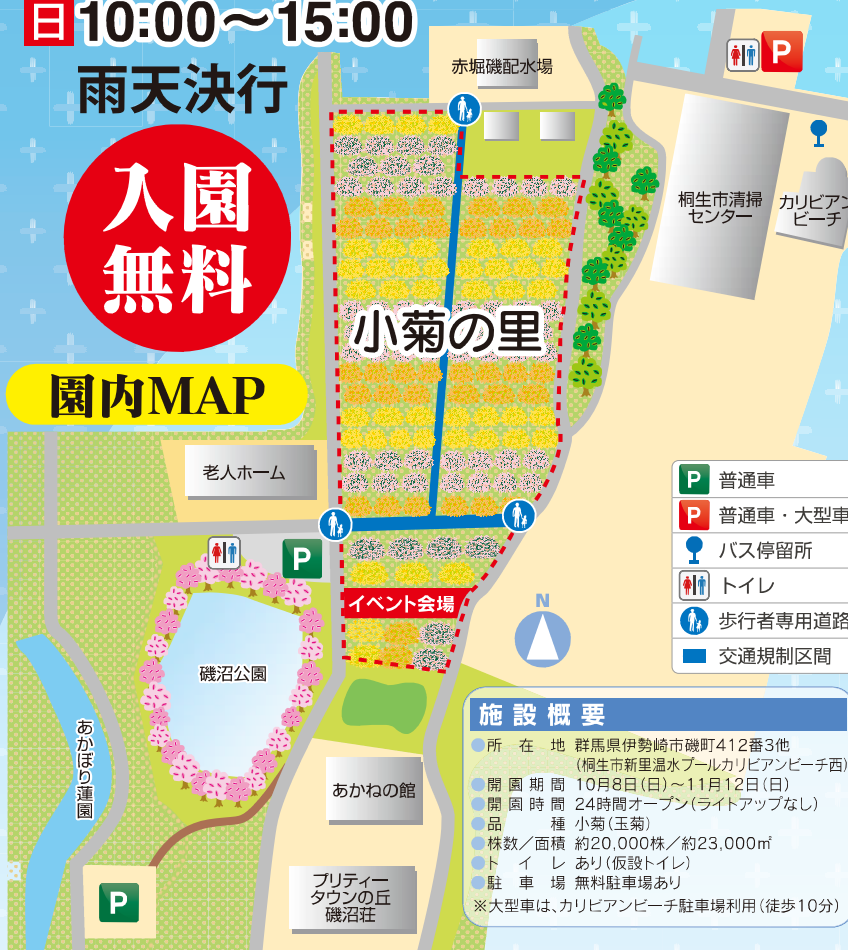 日 10:00～15:00
雨天決行
入園
無料
園内MAP
赤堀磯配水場
P
桐生市清掃
センター
カリビアン
ビーチ
小菊の里
老人ホーム
P
イベント会場
N
磯沼公園
あかぼり蓮園
あかねの館
プリティー
タウンの丘
磯沼荘
P
P 普通車
P 普通車・大型車
バス停留所
トイレ
歩行者専用道路
交通規制区間
施設概要
所在地 群馬県伊勢崎市磯町412番3他
(桐生市新里温水プールカリビアンビーチ西)
開園期間 10月8日(日)～11月12日(日)
開園時間 24時間オープン(ライトアップなし)
品種 小菊(玉菊)
株数/面積 約20,000株/約23,000㎡
トイレ あり(仮設トイレ)
駐車場 無料駐車場あり
※大型車は、カリビアンビーチ駐車場利用(徒歩10分)